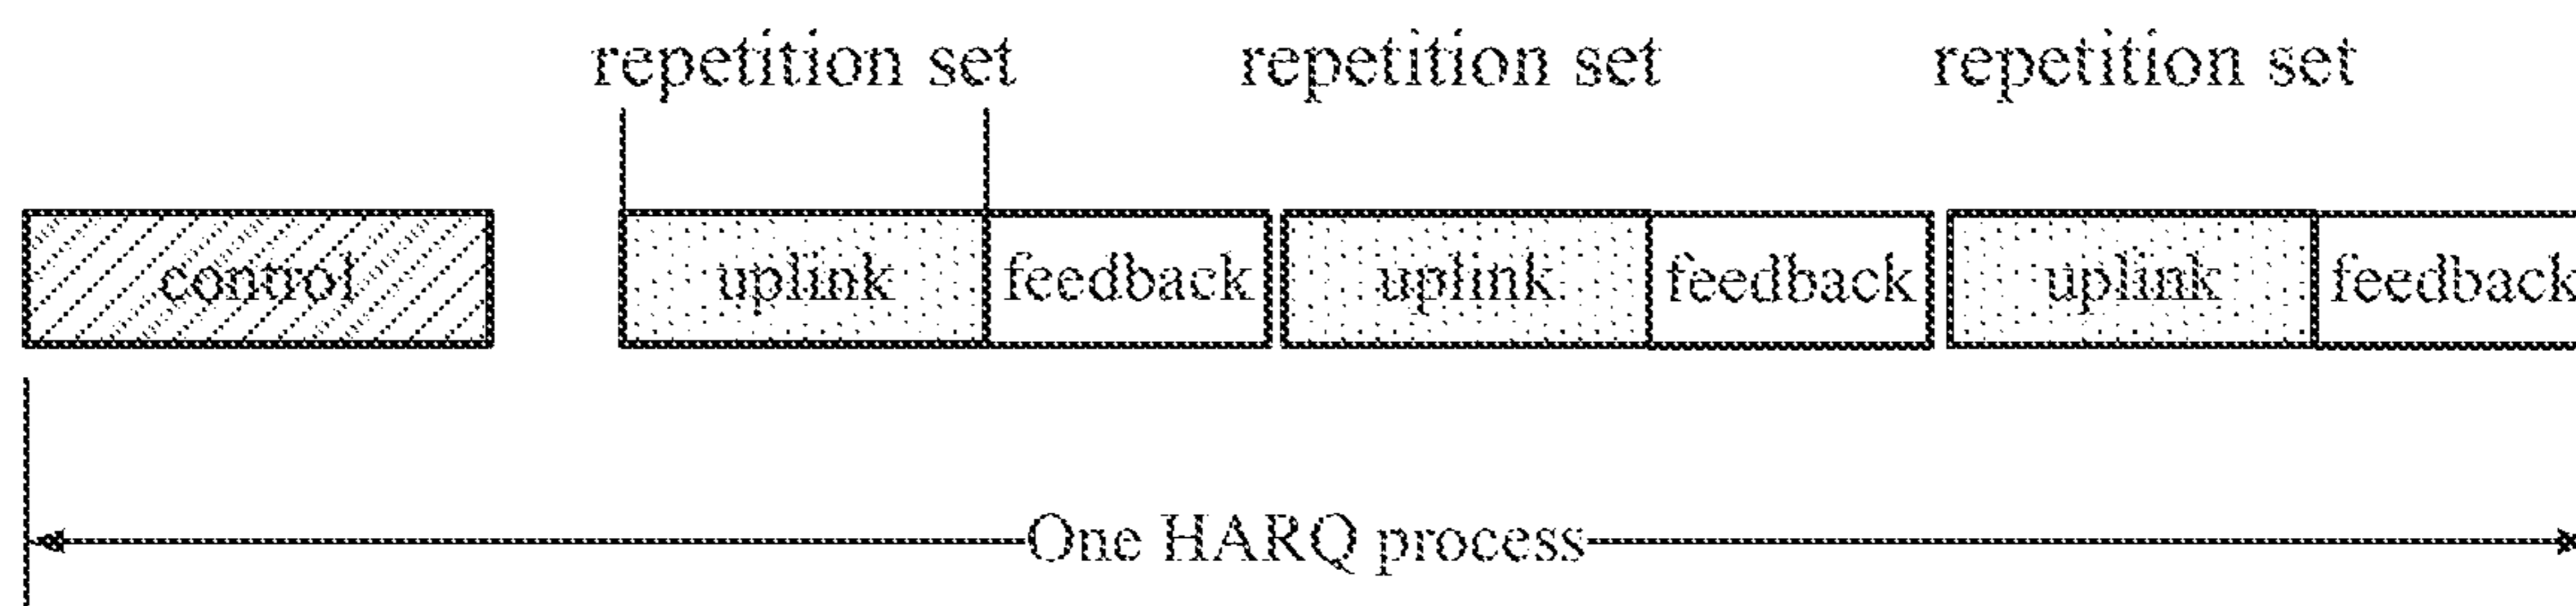 repetition set repetition set repetition set
control uplink feedback uplink feedback uplink feedback
One HARQ process